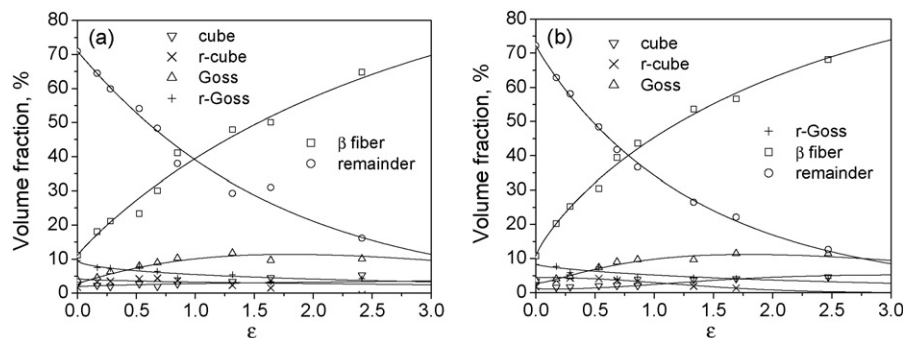 (a)
cube
r-cube
Goss
r-Goss
β fiber
remainder
Volume fraction, %
80
70
60
50
40
30
20
10
0
0.0 0.5 1.0 1.5 2.0 2.5 3.0
ε
(b)
cube
r-cube
Goss
r-Goss
β fiber
remainder
Volume fraction, %
80
70
60
50
40
30
20
10
0
0.0 0.5 1.0 1.5 2.0 2.5 3.0
ε